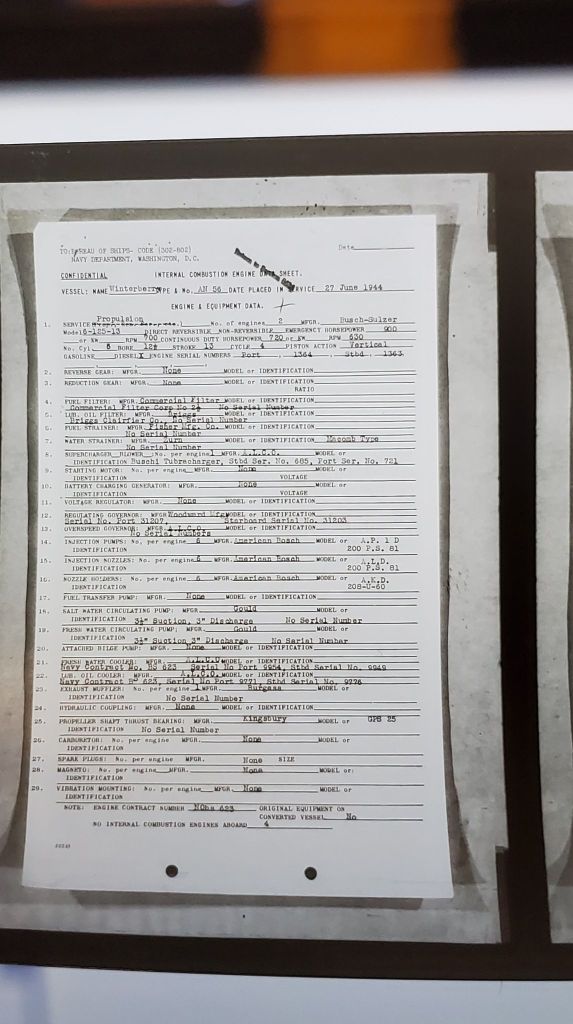 TO: BUREAU OF SHIPS- CODE (302-802) Date
NAVY DEPARTMENT, WASHINGTON, D.C.
CONFIDENTIAL INTERNAL COMBUSTION ENGINE DATA SHEET.
VESSEL: NAME Winterberry TYPE & No. AN 56 DATE PLACED IN SERVICE 27 June 1944
ENGINE & EQUIPMENT DATA.
Propulsion
1. SERVICE No. of engines 2 MFGR. Busch-Sulzer
Model 6-125-13 DIRECT REVERSIBLE NON-REVERSIBLE EMERGENCY HORSEPOWER 900
or KW RPM 700 CONTINUOUS DUTY HORSEPOWER 720 or KW RPM 630
No. Cyl. 6 BORE 12½ STROKE 13 CYCLE 4 PISTON ACTION Vertical
GASOLINE DIESEL X ENGINE SERIAL NUMBERS Port 1364 Stbd. 1363
2. REVERSE GEAR: MFGR. None MODEL or IDENTIFICATION
3. REDUCTION GEAR: MFGR. None MODEL or IDENTIFICATION
RATIO
4. FUEL FILTER: MFGR. Commercial Filter MODEL or IDENTIFICATION
Commercial Filter Corp No 2½ No Serial Number
5. LUB. OIL FILTER: MFGR. Briggs MODEL or IDENTIFICATION
Briggs Clairfier Co. No Serial Number
6. FUEL STRAINER: MFGR. Fisher Mfg. Co. MODEL or IDENTIFICATION
No Serial Number
7. WATER STRAINER: MFGR. MODEL or IDENTIFICATION Macomb Type
No Serial Number
8. SUPERCHARGER BLOWER: No. per engine 1 MFGR. A.L.C.O. MODEL or
IDENTIFICATION Buschi Tubrocharger, Stbd Ser. No. 685, Port Ser. No. 721
9. STARTING MOTOR: No. per engine MFGR. None MODEL or
IDENTIFICATION VOLTAGE
10. BATTERY CHARGING GENERATOR: MFGR. None MODEL or
IDENTIFICATION VOLTAGE
11. VOLTAGE REGULATOR: MFGR. None MODEL or IDENTIFICATION
12. REGULATING GOVERNOR: MFGR Woodward Mfg MODEL or IDENTIFICATION
Serial No. Port 31207, Starboard Serial No. 31203
13. OVERSPEED GOVERNOR: MFGR. A.L.C.O. MODEL or IDENTIFICATION
No Serial Numbers
14. INJECTION PUMPS: No. per engine 6 MFGR. American Bosch MODEL or A.P. 1 D
IDENTIFICATION 200 P.S. 81
15. INJECTION NOZZLES: No. per engine 6 MFGR. American Bosch MODEL or A.L.D.
IDENTIFICATION 200 P.S. 81
16. NOZZLE HOLDERS: No. per engine 6 MFGR. American Bosch MODEL or A.K.D.
IDENTIFICATION 208-U-60
17. FUEL TRANSFER PUMP: MFGR. None MODEL or IDENTIFICATION
18. SALT WATER CIRCULATING PUMP: MFGR. Gould MODEL or
IDENTIFICATION 3½" Suction, 3" Discharge No Serial Number
19. FRESH WATER CIRCULATING PUMP: MFGR. Gould MODEL or
IDENTIFICATION 3½" Suction 3" Discharge No Serial Number
20. ATTACHED BILGE PUMP: MFGR. None MODEL or IDENTIFICATION
21. FRESH WATER COOLER: MFGR. A.L.C.O. MODEL or IDENTIFICATION
Navy Contract No. BS 623 Serial No Port 9954, Stbd Serial No. 9949
22. LUB. OIL COOLER: MFGR. A.L.C.O. MODEL or IDENTIFICATION
Navy Contract BS 623, Serial No Port 9771, Stbd Serial No. 9776
23. EXHAUST MUFFLER: No. per engine 1 MFGR. Burgess MODEL or
IDENTIFICATION No Serial Number
24. HYDRAULIC COUPLING: MFGR. None MODEL or IDENTIFICATION
25. PROPELLER SHAFT THRUST BEARING: MFGR. Kingsbury MODEL or GPS 25
IDENTIFICATION No Serial Number
26. CARBURETOR: No. per engine MFGR. None MODEL or
IDENTIFICATION
27. SPARK PLUGS: No. per engine MFGR. None SIZE
28. MAGNETO: No. per engine MFGR. None MODEL or
IDENTIFICATION
29. VIBRATION MOUNTING: No. per engine MFGR. None MODEL or
IDENTIFICATION
NOTE: ENGINE CONTRACT NUMBER NObs 623 ORIGINAL EQUIPMENT ON
CONVERTED VESSEL No
NO INTERNAL COMBUSTION ENGINES ABOARD 4